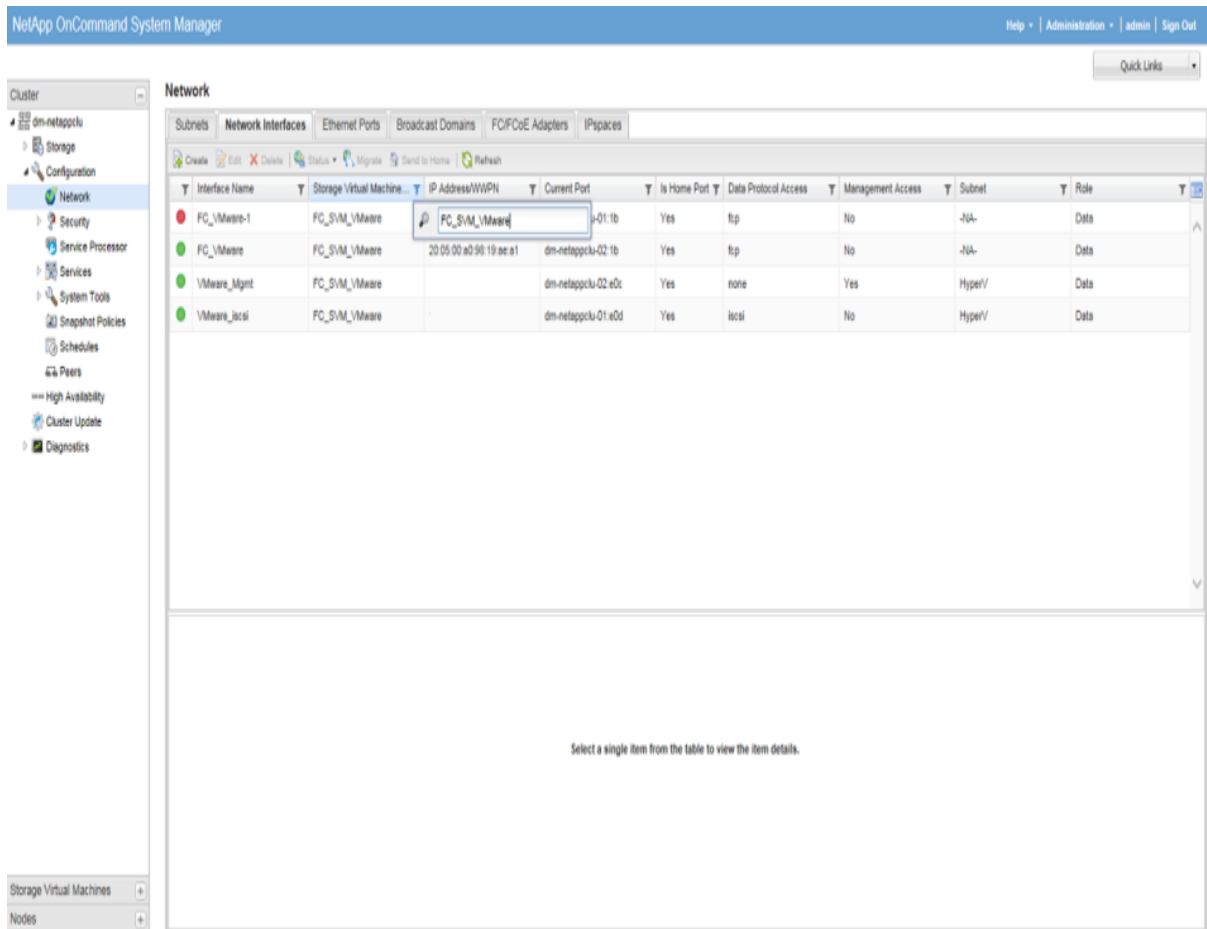 NetApp OnCommand System Manager
Help | Administration | admin | Sign Out
Quick Links
Cluster
dm-netappclu
Storage
Configuration
Network
Security
Service Processor
Services
System Tools
Snapshot Policies
Schedules
Peers
High Availability
Cluster Update
Diagnostics
Storage Virtual Machines
Nodes
Network
Subnets Network Interfaces Ethernet Ports Broadcast Domains FC/FCoE Adapters IPspaces
Create Edit Delete Status Migrate Send to Home Refresh
Interface Name Storage Virtual Machine... IP Address/WWPN Current Port Is Home Port Data Protocol Access Management Access Subnet Role
FC_VMware-1 FC_SVM_VMware FC_SVM_VMware u-01:1b Yes fcp No -NA- Data
FC_VMware FC_SVM_VMware 20:05:00:a0:98:19:ae:a1 dm-netappclu-02:1b Yes fcp No -NA- Data
VMware_Mgmt FC_SVM_VMware dm-netappclu-02:e0c Yes none Yes HyperV Data
VMware_iscsi FC_SVM_VMware dm-netappclu-01:e0d Yes iscsi No HyperV Data
Select a single item from the table to view the item details.